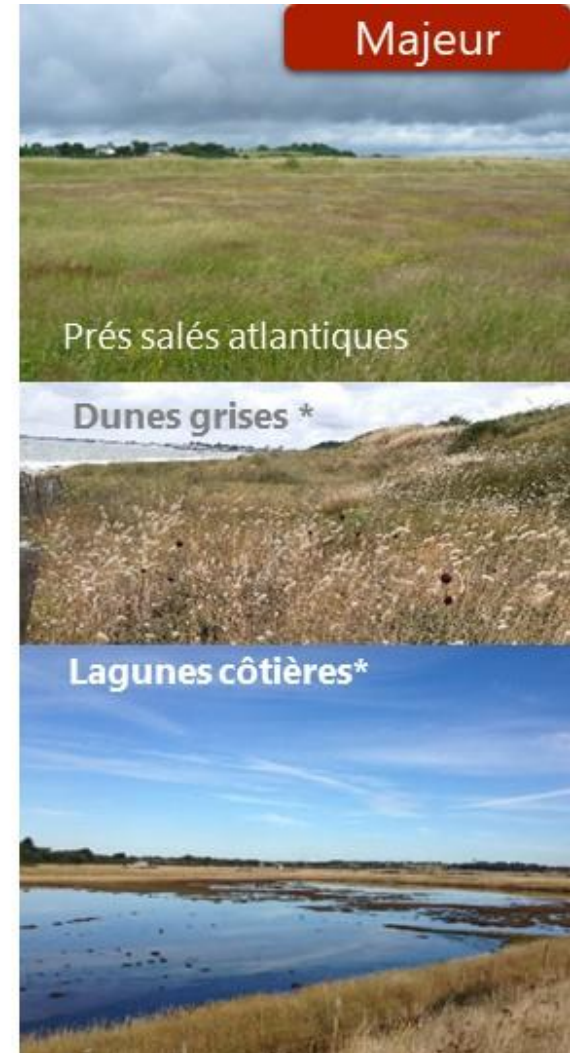 Majeur
Prés salés atlantiques
Dunes grises *
Lagunes côtières*